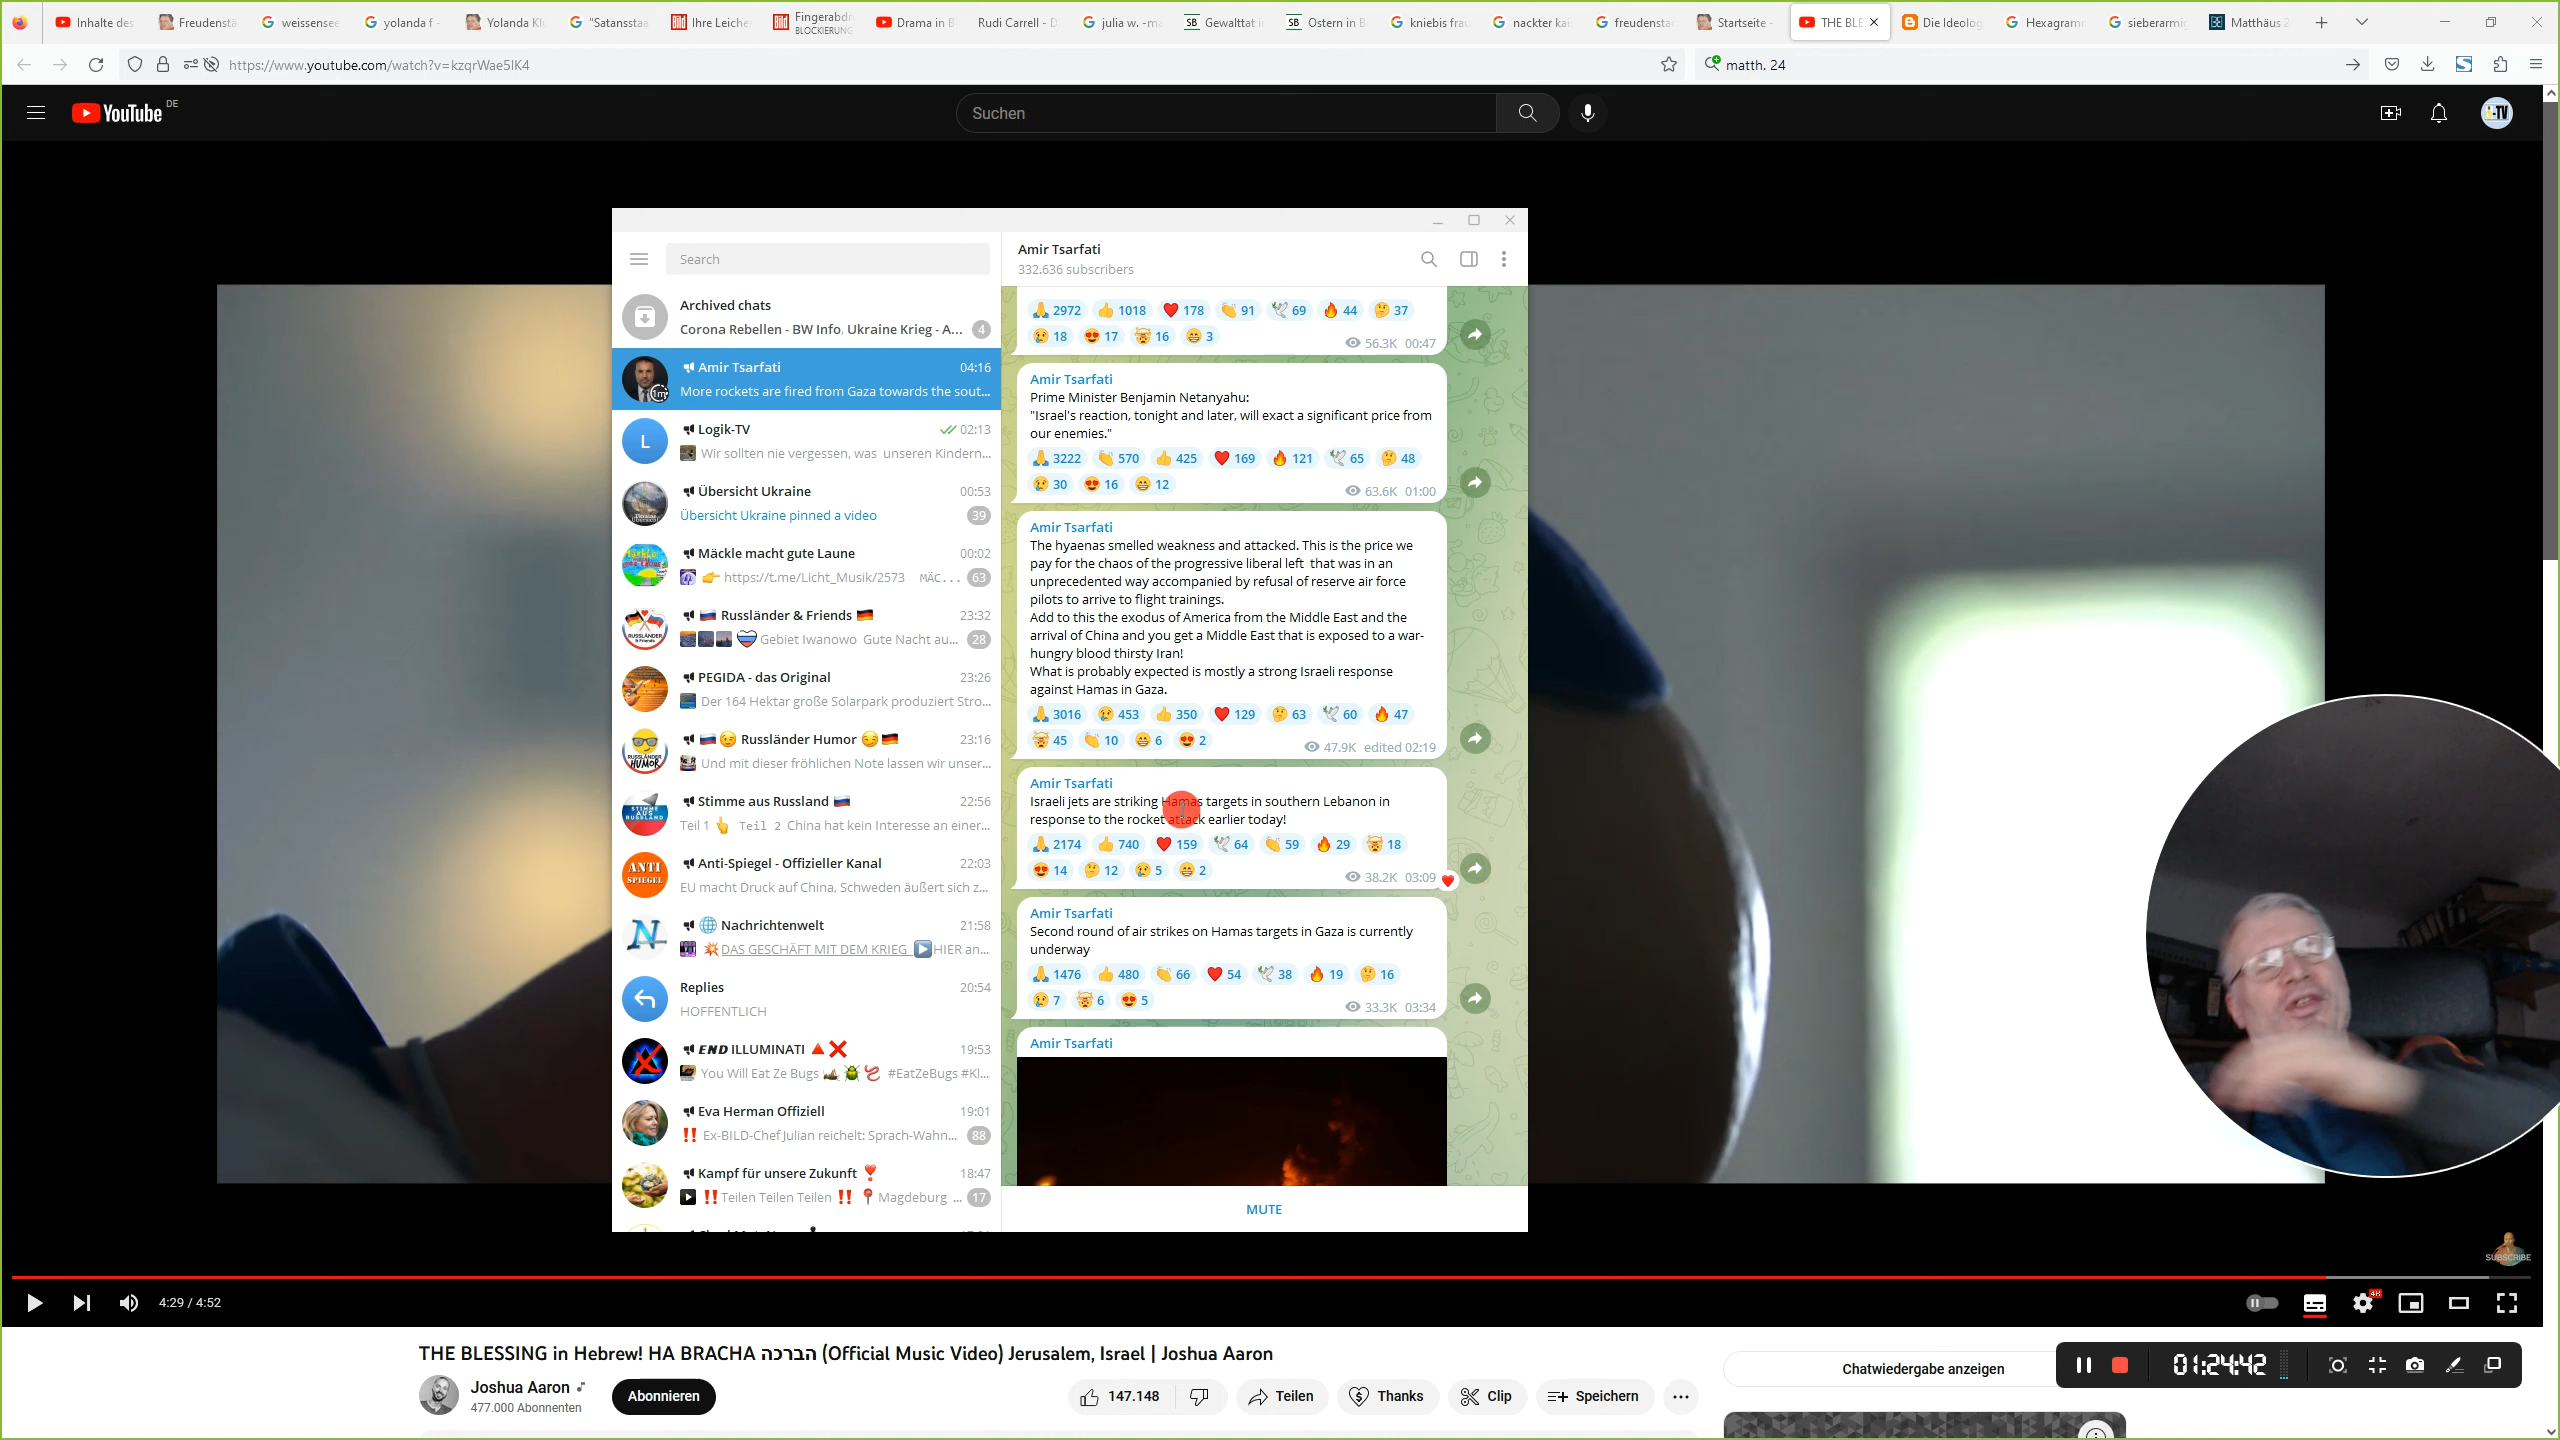 Inhalte des
Freudenstä
weissensee
yolanda f -
Yolanda Kl
"Satansstaa
Bild
Ihre Leiche
Bild
Fingerabdr
BLOCKIERUNG
Drama in B
Rudi Carrell - D
julia w. -ma
SB
Gewalttat i
SB
Ostern in B
kniebis frau
nackter kai
freudensta
Startseite -
THE BLE
Die Ideolog
Hexagramm
sieberarmig
Matthäus 2
https://www.youtube.com/watch?v=kzqrWae5lK4
matth. 24
YouTube DE
Suchen
L-TV
Search
Archived chats
Corona Rebellen - BW Info, Ukraine Krieg - A... 4
Amir Tsarfati 04:16
1m
More rockets are fired from Gaza towards the sout...
L
Logik-TV 02:13
Wir sollten nie vergessen, was unseren Kindern...
Übersicht Ukraine 00:53
Übersicht Ukraine pinned a video 39
Mäckle macht gute Laune 00:02
👉 https://t.me/Licht_Musik/2573 MÄC... 63
🇷🇺 Russländer & Friends 🇩🇪 23:32
Gebiet Iwanowo Gute Nacht au... 28
PEGIDA - das Original 23:26
Der 164 Hektar große Solarpark produziert Stro...
🇷🇺😉 Russländer Humor 😏🇩🇪 23:16
Und mit dieser fröhlichen Note lassen wir unser...
Stimme aus Russland 🇷🇺 22:56
Teil 1 👆 Teil 2 China hat kein Interesse an einer...
ANTI
SPIEGEL
Anti-Spiegel - Offizieller Kanal 22:03
EU macht Druck auf China, Schweden äußert sich z...
🌐 Nachrichtenwelt 21:58
💥DAS GESCHÄFT MIT DEM KRIEG ▶️HIER an...
Replies 20:54
HOFFENTLICH
END ILLUMINATI 🔺❌ 19:53
You Will Eat Ze Bugs 🪲 #EatZeBugs #Kl...
Eva Herman Offiziell 19:01
‼️ Ex-BILD-Chef Julian reichelt: Sprach-Wahn... 88
Kampf für unsere Zukunft ❣️ 18:47
‼️Teilen Teilen Teilen ‼️ 📍Magdeburg ... 17
Amir Tsarfati
332.636 subscribers
🙏 2972 👍 1018 ❤️ 178 👏 91 🕊 69 🔥 44 🤔 37
😢 18 😍 17 🤯 16 😁 3
56.3K 00:47
Amir Tsarfati
Prime Minister Benjamin Netanyahu:
"Israel's reaction, tonight and later, will exact a significant price from
our enemies."
🙏 3222 👏 570 👍 425 ❤️ 169 🔥 121 🕊 65 🤔 48
😢 30 😍 16 😁 12
63.6K 01:00
Amir Tsarfati
The hyaenas smelled weakness and attacked. This is the price we
pay for the chaos of the progressive liberal left that was in an
unprecedented way accompanied by refusal of reserve air force
pilots to arrive to flight trainings.
Add to this the exodus of America from the Middle East and the
arrival of China and you get a Middle East that is exposed to a war-
hungry blood thirsty Iran!
What is probably expected is mostly a strong Israeli response
against Hamas in Gaza.
🙏 3016 😢 453 👍 350 ❤️ 129 🤔 63 🕊 60 🔥 47
🤯 45 👏 10 😁 6 😍 2
47.9K edited 02:19
Amir Tsarfati
Israeli jets are striking Hamas targets in southern Lebanon in
response to the rocket attack earlier today!
🙏 2174 👍 740 ❤️ 159 🕊 64 👏 59 🔥 29 🤯 18
😍 14 🤔 12 😢 5 😁 2
38.2K 03:09
Amir Tsarfati
Second round of air strikes on Hamas targets in Gaza is currently
underway
🙏 1476 👍 480 👏 66 ❤️ 54 🕊 38 🔥 19 🤔 16
😢 7 🤯 6 😍 5
33.3K 03:34
Amir Tsarfati
MUTE
SUBSCRIBE
4:29 / 4:52
4K
THE BLESSING in Hebrew! HA BRACHA הברכה (Official Music Video) Jerusalem, Israel | Joshua Aaron
Joshua Aaron
477.000 Abonnenten
Abonnieren
147.148
Teilen
Thanks
Clip
Speichern
Chatwiedergabe anzeigen
01:24:42